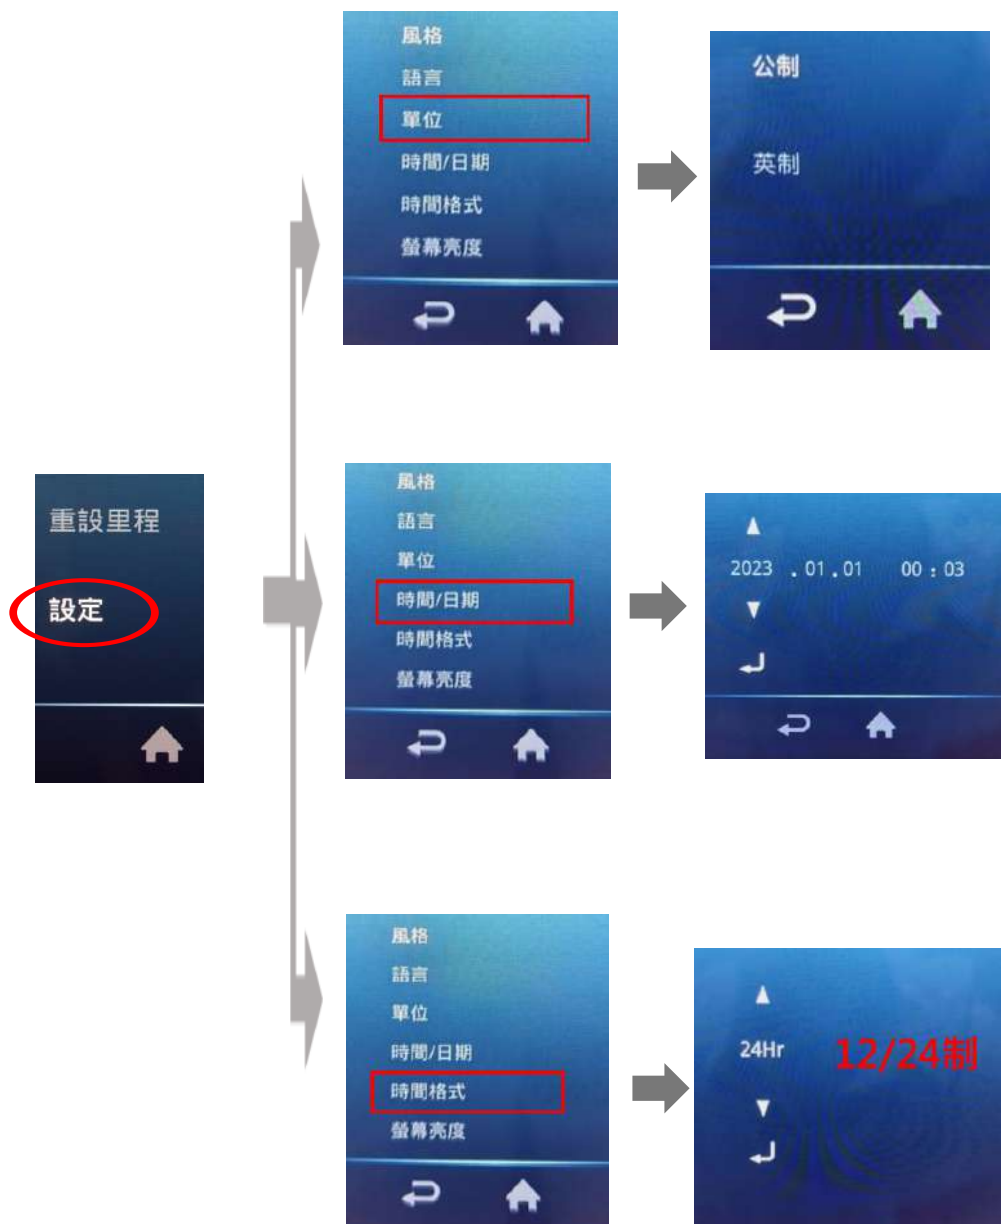 風格
語言
單位
時間/日期
時間格式
螢幕亮度
公制
英制
重設里程
設定
風格
語言
單位
時間/日期
時間格式
螢幕亮度
2023 . 01 . 01 00 : 03
風格
語言
單位
時間/日期
時間格式
螢幕亮度
24Hr
12/24制